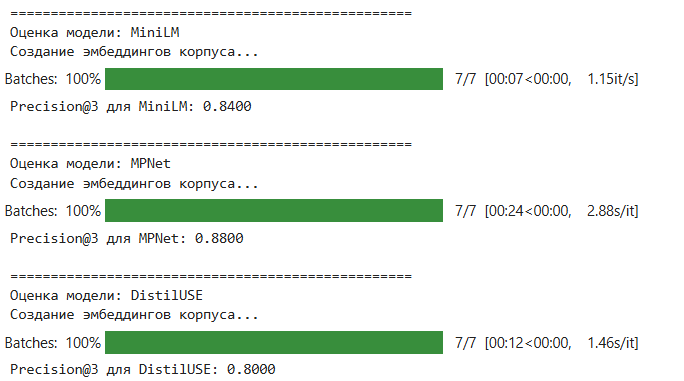 ==================================================
Оценка модели: MiniLM
Создание эмбеддингов корпуса...
Batches: 100% 7/7 [00:07<00:00, 1.15it/s]
Precision@3 для MiniLM: 0.8400
==================================================
Оценка модели: MPNet
Создание эмбеддингов корпуса...
Batches: 100% 7/7 [00:24<00:00, 2.88s/it]
Precision@3 для MPNet: 0.8800
==================================================
Оценка модели: DistilUSE
Создание эмбеддингов корпуса...
Batches: 100% 7/7 [00:12<00:00, 1.46s/it]
Precision@3 для DistilUSE: 0.8000